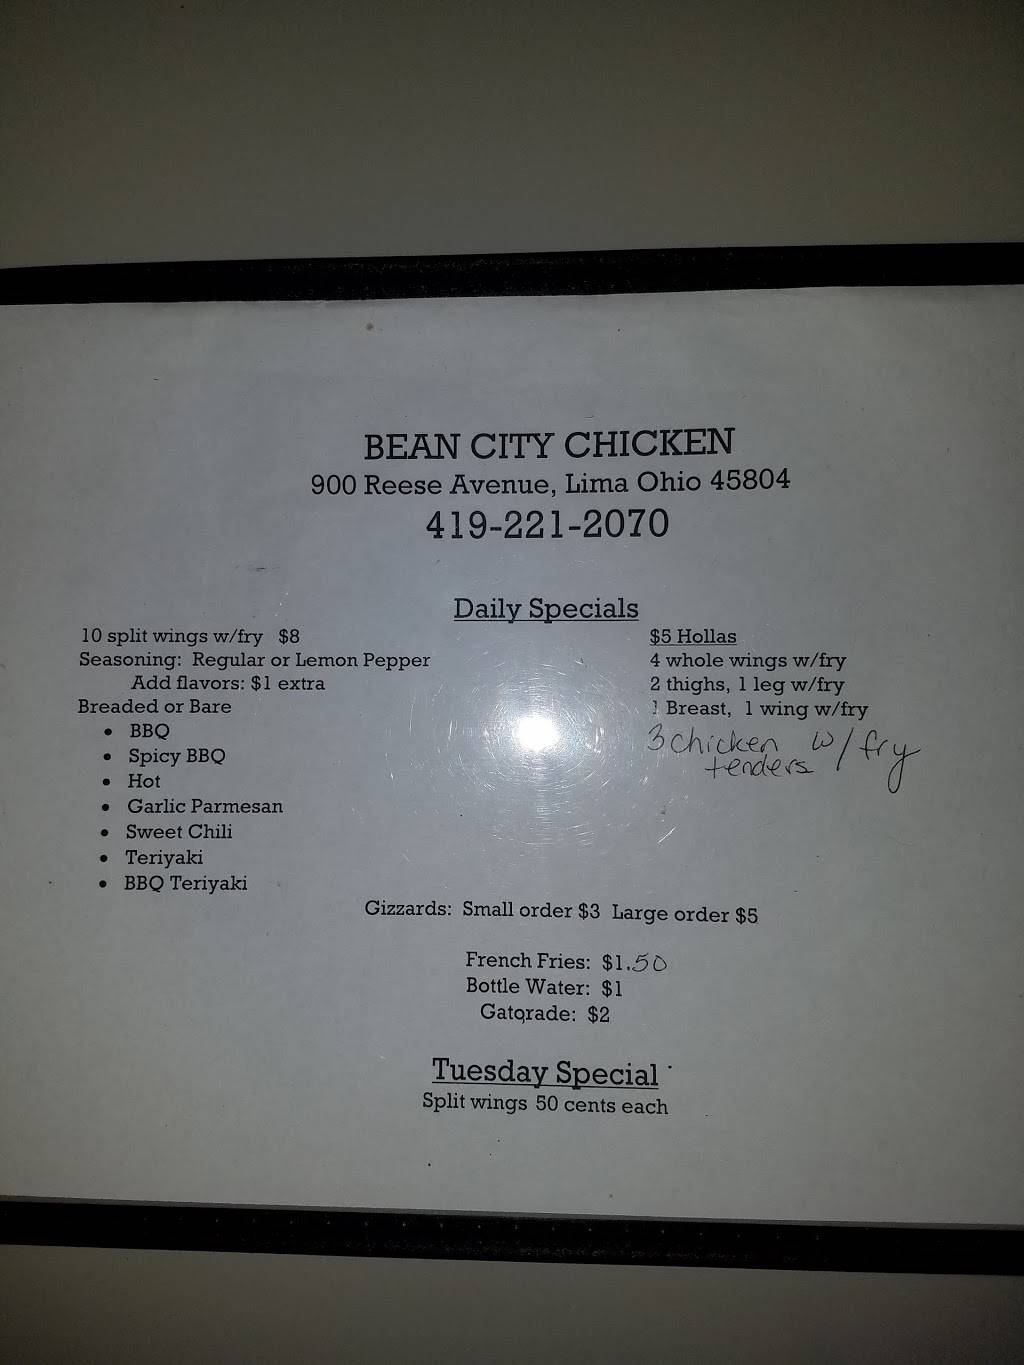 BEAN CITY CHICKEN
900 Reese Avenue, Lima Ohio 45804
419-221-2070
Daily Specials
10 split wings w/fry $8
Seasoning: Regular or Lemon Pepper
Add flavors: $1 extra
Breaded or Bare
• BBQ
• Spicy BBQ
• Hot
• Garlic Parmesan
• Sweet Chili
• Teriyaki
• BBQ Teriyaki
$5 Hollas
4 whole wings w/fry
2 thighs, 1 leg w/fry
1 Breast, 1 wing w/fry
3 chicken w/fry
tenders
Gizzards: Small order $3 Large order $5
French Fries: $1.50
Bottle Water: $1
Gatorade: $2
Tuesday Special
Split wings 50 cents each